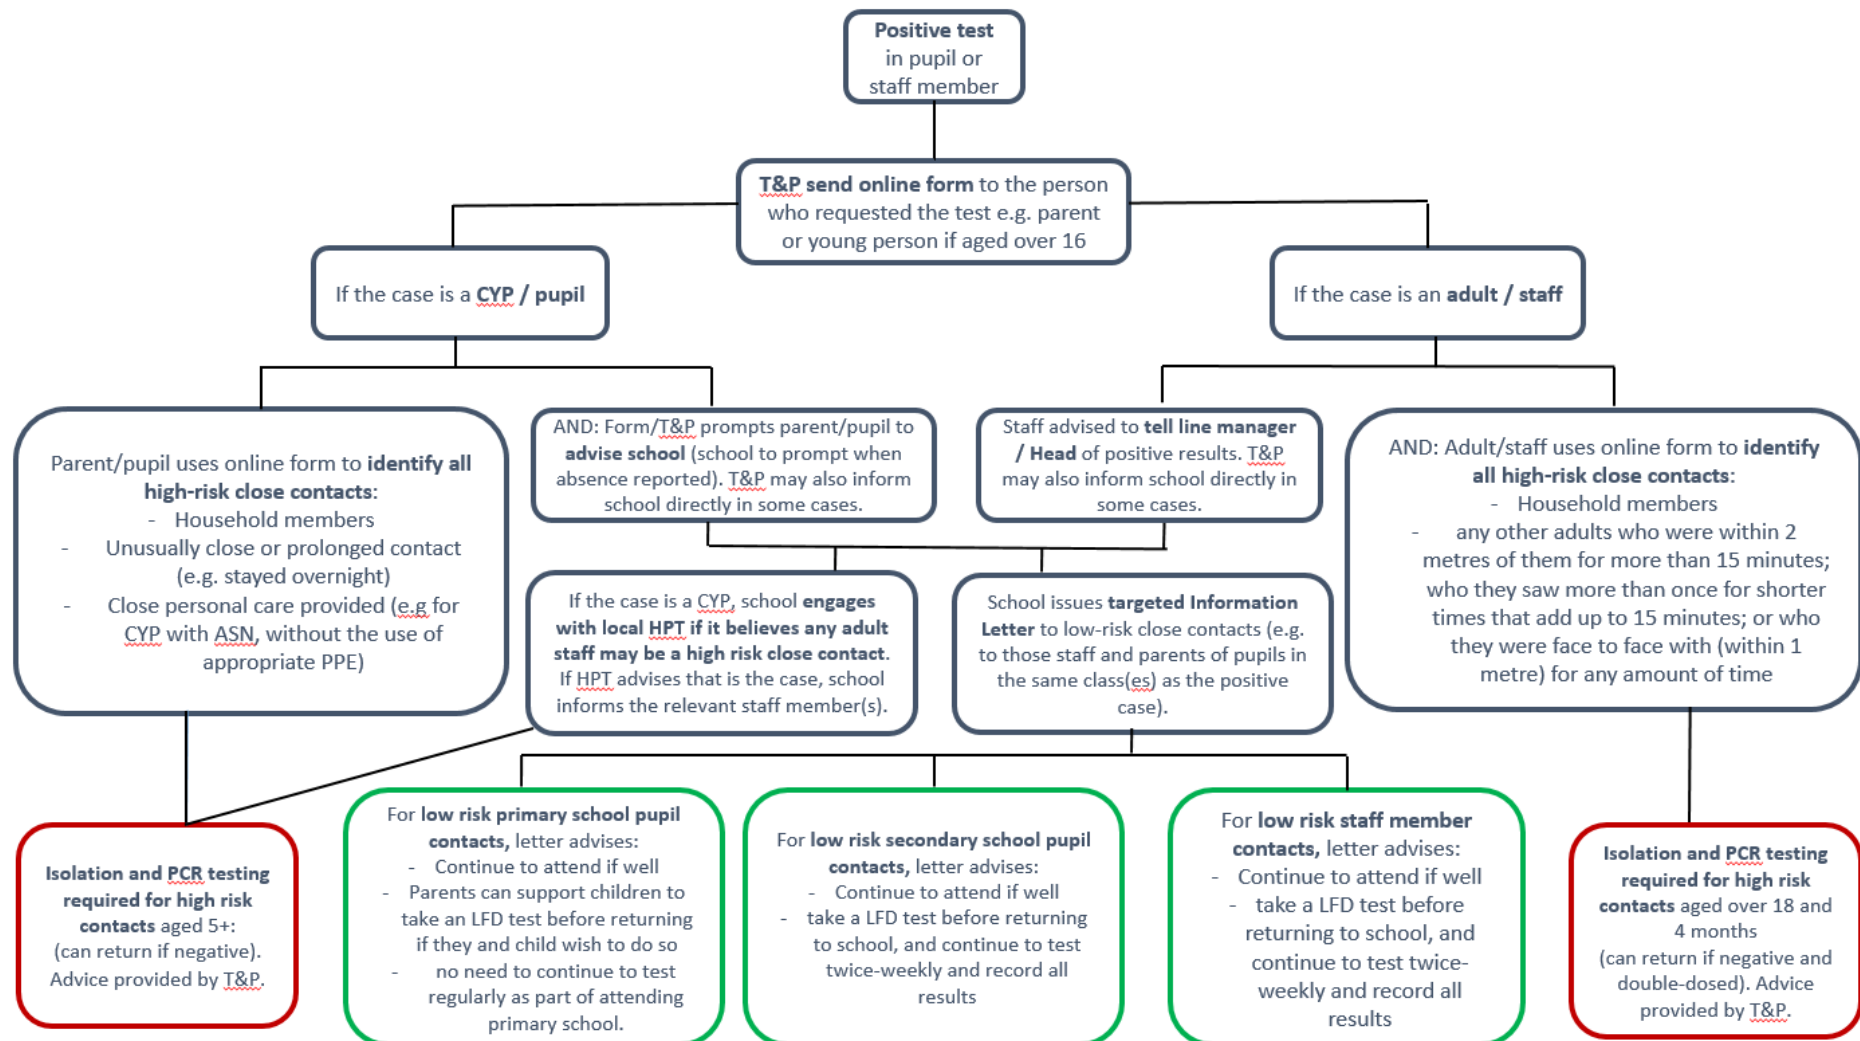 Positive test
in pupil or
staff member
T&P send online form to the person
who requested the test e.g. parent
or young person if aged over 16
If the case is a CYP / pupil
If the case is an adult / staff
Parent/pupil uses online form to identify all
high-risk close contacts:
- Household members
- Unusually close or prolonged contact
(e.g. stayed overnight)
- Close personal care provided (e.g for
CYP with ASN, without the use of
appropriate PPE)
AND: Form/T&P prompts parent/pupil to
advise school (school to prompt when
absence reported). T&P may also inform
school directly in some cases.
Staff advised to tell line manager
/ Head of positive results. T&P
may also inform school directly in
some cases.
AND: Adult/staff uses online form to identify
all high-risk close contacts:
- Household members
- any other adults who were within 2
metres of them for more than 15 minutes;
who they saw more than once for shorter
times that add up to 15 minutes; or who
they were face to face with (within 1
metre) for any amount of time
If the case is a CYP, school engages
with local HPT if it believes any adult
staff may be a high risk close contact.
If HPT advises that is the case, school
informs the relevant staff member(s).
School issues targeted Information
Letter to low-risk close contacts (e.g.
to those staff and parents of pupils in
the same class(es) as the positive
case).
Isolation and PCR testing
required for high risk
contacts aged 5+:
(can return if negative).
Advice provided by T&P.
For low risk primary school pupil
contacts, letter advises:
- Continue to attend if well
- Parents can support children to
take an LFD test before returning
if they and child wish to do so
- no need to continue to test
regularly as part of attending
primary school.
For low risk secondary school pupil
contacts, letter advises:
- Continue to attend if well
- take a LFD test before returning
to school, and continue to test
twice-weekly and record all
results
For low risk staff member
contacts, letter advises:
- Continue to attend if well
- take a LFD test before
returning to school, and
continue to test twice-
weekly and record all
results
Isolation and PCR testing
required for high risk
contacts aged over 18 and
4 months
(can return if negative and
double-dosed). Advice
provided by T&P.